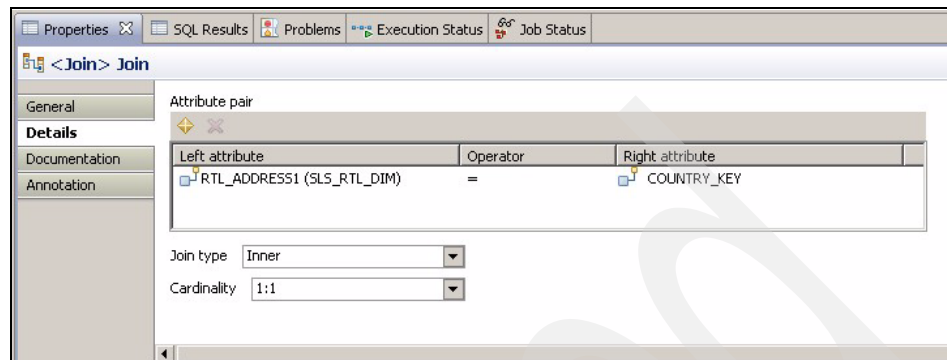 Properties SQL Results Problems Execution Status Job Status
<Join> Join
General
Details
Documentation
Annotation
Attribute pair
Left attribute Operator Right attribute
RTL_ADDRESS1 (SLS_RTL_DIM) = COUNTRY_KEY
Join type Inner
Cardinality 1:1